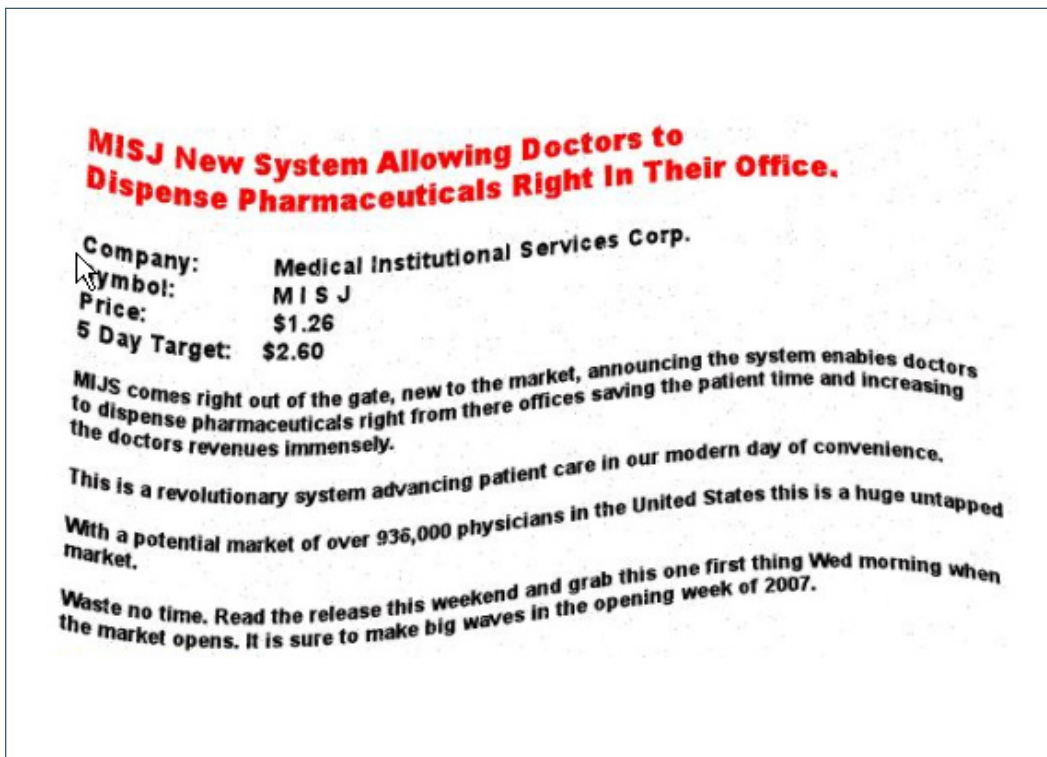 MISJ New System Allowing Doctors to
Dispense Pharmaceuticals Right In Their Office.
Company: Medical Institutional Services Corp.
Symbol: M I S J
Price: $1.26
5 Day Target: $2.60
MIJS comes right out of the gate, new to the market, announcing the system enables doctors
to dispense pharmaceuticals right from there offices saving the patient time and increasing
the doctors revenues immensely.
This is a revolutionary system advancing patient care in our modern day of convenience.
With a potential market of over 936,000 physicians in the United States this is a huge untapped
market.
Waste no time. Read the release this weekend and grab this one first thing Wed morning when
the market opens. It is sure to make big waves in the opening week of 2007.